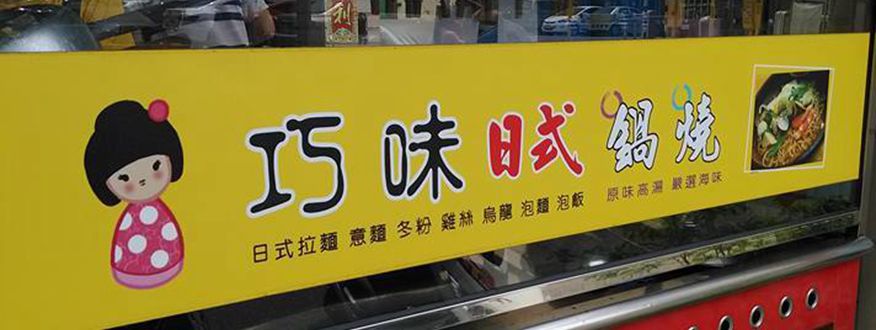 利
巧味日式鍋燒
日式拉麵 意麵 冬粉 雞絲 烏龍 泡麵 泡飯
原味高湯 嚴選海味